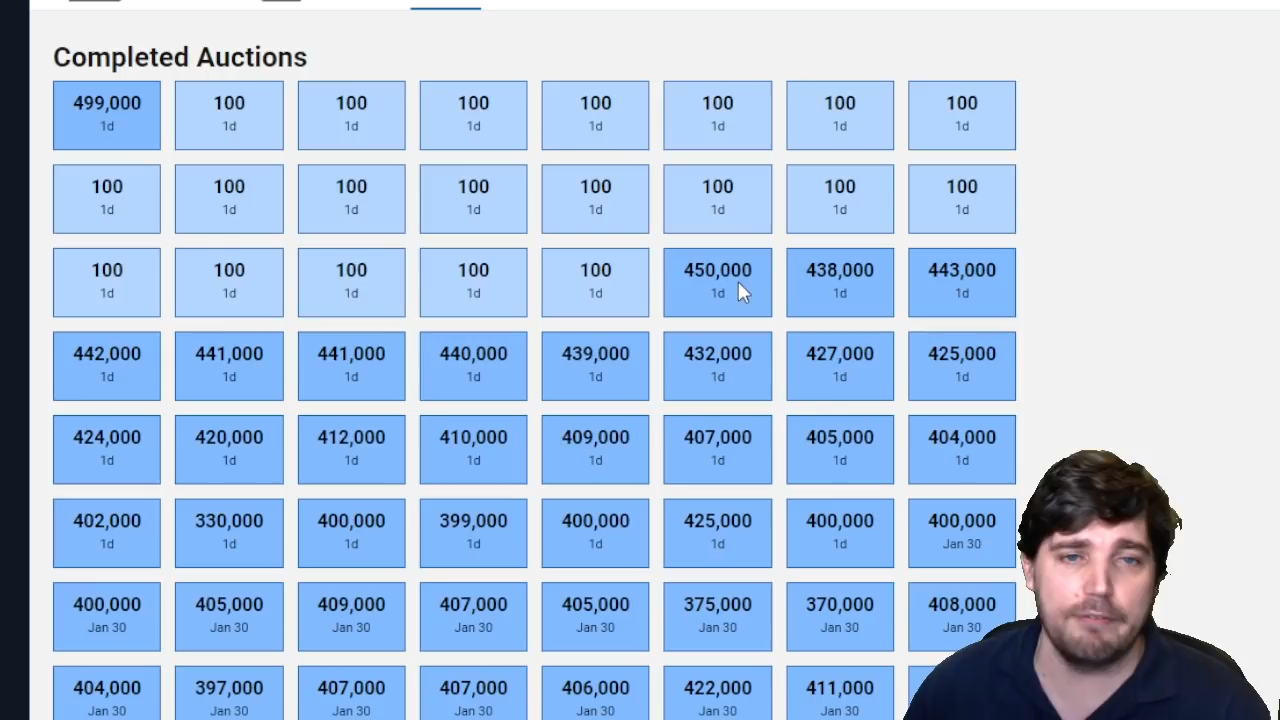 Completed Auctions
499,000 100 100 100 100 100 100 100
1d 1d 1d 1d 1d 1d 1d 1d
100 100 100 100 100 100 100 100
1d 1d 1d 1d 1d 1d 1d 1d
100 100 100 100 100 450,000 438,000 443,000
1d 1d 1d 1d 1d 1d 1d 1d
442,000 441,000 441,000 440,000 439,000 432,000 427,000 425,000
1d 1d 1d 1d 1d 1d 1d 1d
424,000 420,000 412,000 410,000 409,000 407,000 405,000 404,000
1d 1d 1d 1d 1d 1d 1d 1d
402,000 330,000 400,000 399,000 400,000 425,000 400,000 400,000
1d 1d 1d 1d 1d 1d 1d Jan 30
400,000 405,000 409,000 407,000 405,000 375,000 370,000 408,000
Jan 30 Jan 30 Jan 30 Jan 30 Jan 30 Jan 30 Jan 30 Jan 30
404,000 397,000 407,000 407,000 406,000 422,000 411,000
Jan 30 Jan 30 Jan 30 Jan 30 Jan 30 Jan 30 Jan 30